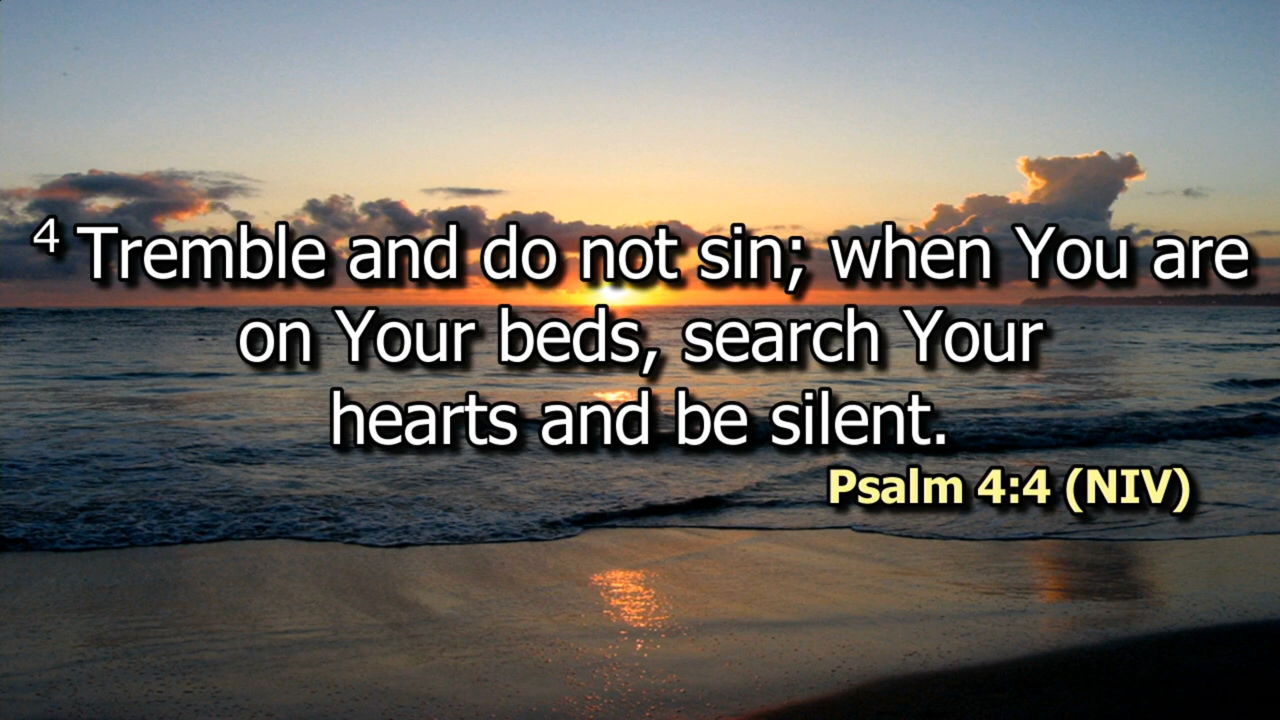 4 Tremble and do not sin; when You are
on Your beds, search Your
hearts and be silent.
Psalm 4:4 (NIV)